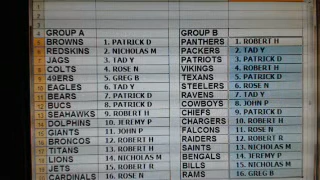 GROUP A GROUP B
BROWNS 1. PATRICK D PANTHERS 1. ROBERT H
REDSKINS 2. NICHOLAS M PACKERS 2. TAD Y
JAGS 3. TAD Y PATRIOTS 3. PATRICK D
COLTS 4. ROSE N VIKINGS 4. ROBERT H
49ERS 5. GREG B TEXANS 5. PATRICK D
EAGLES 6. TAD Y STEELERS 6. ROSE N
BEARS 7. PATRICK D RAVENS 7. TAD Y
BUCS 8. PATRICK D COWBOYS 8. JOHN P
SEAHAWKS 9. ROBERT H CHIEFS 9. PATRICK D
DOLPHINS 10. JEREMY P CHARGERS 10. PATRICK D
GIANTS 11. JOHN P FALCONS 11. ROSE N
BRONCOS 12. ROBERT H RAIDERS 12. ROBERT R
TITANS 13. ROBERT H SAINTS 13. NICHOLAS M
LIONS 14. NICHOLAS M BENGALS 14. JEREMY P
JETS 15. ROBERT R BILLS 15. NICHOLAS M
CARDINALS 16. ROSE N RAMS 16. GREG B